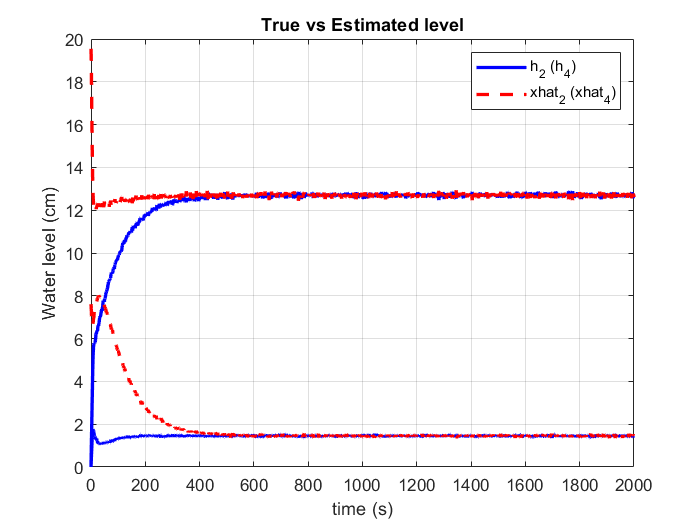 True vs Estimated level
h₂ (h₄)
xhat₂ (xhat₄)
Water level (cm)
20
18
16
14
12
10
8
6
4
2
0
0 200 400 600 800 1000 1200 1400 1600 1800 2000
time (s)